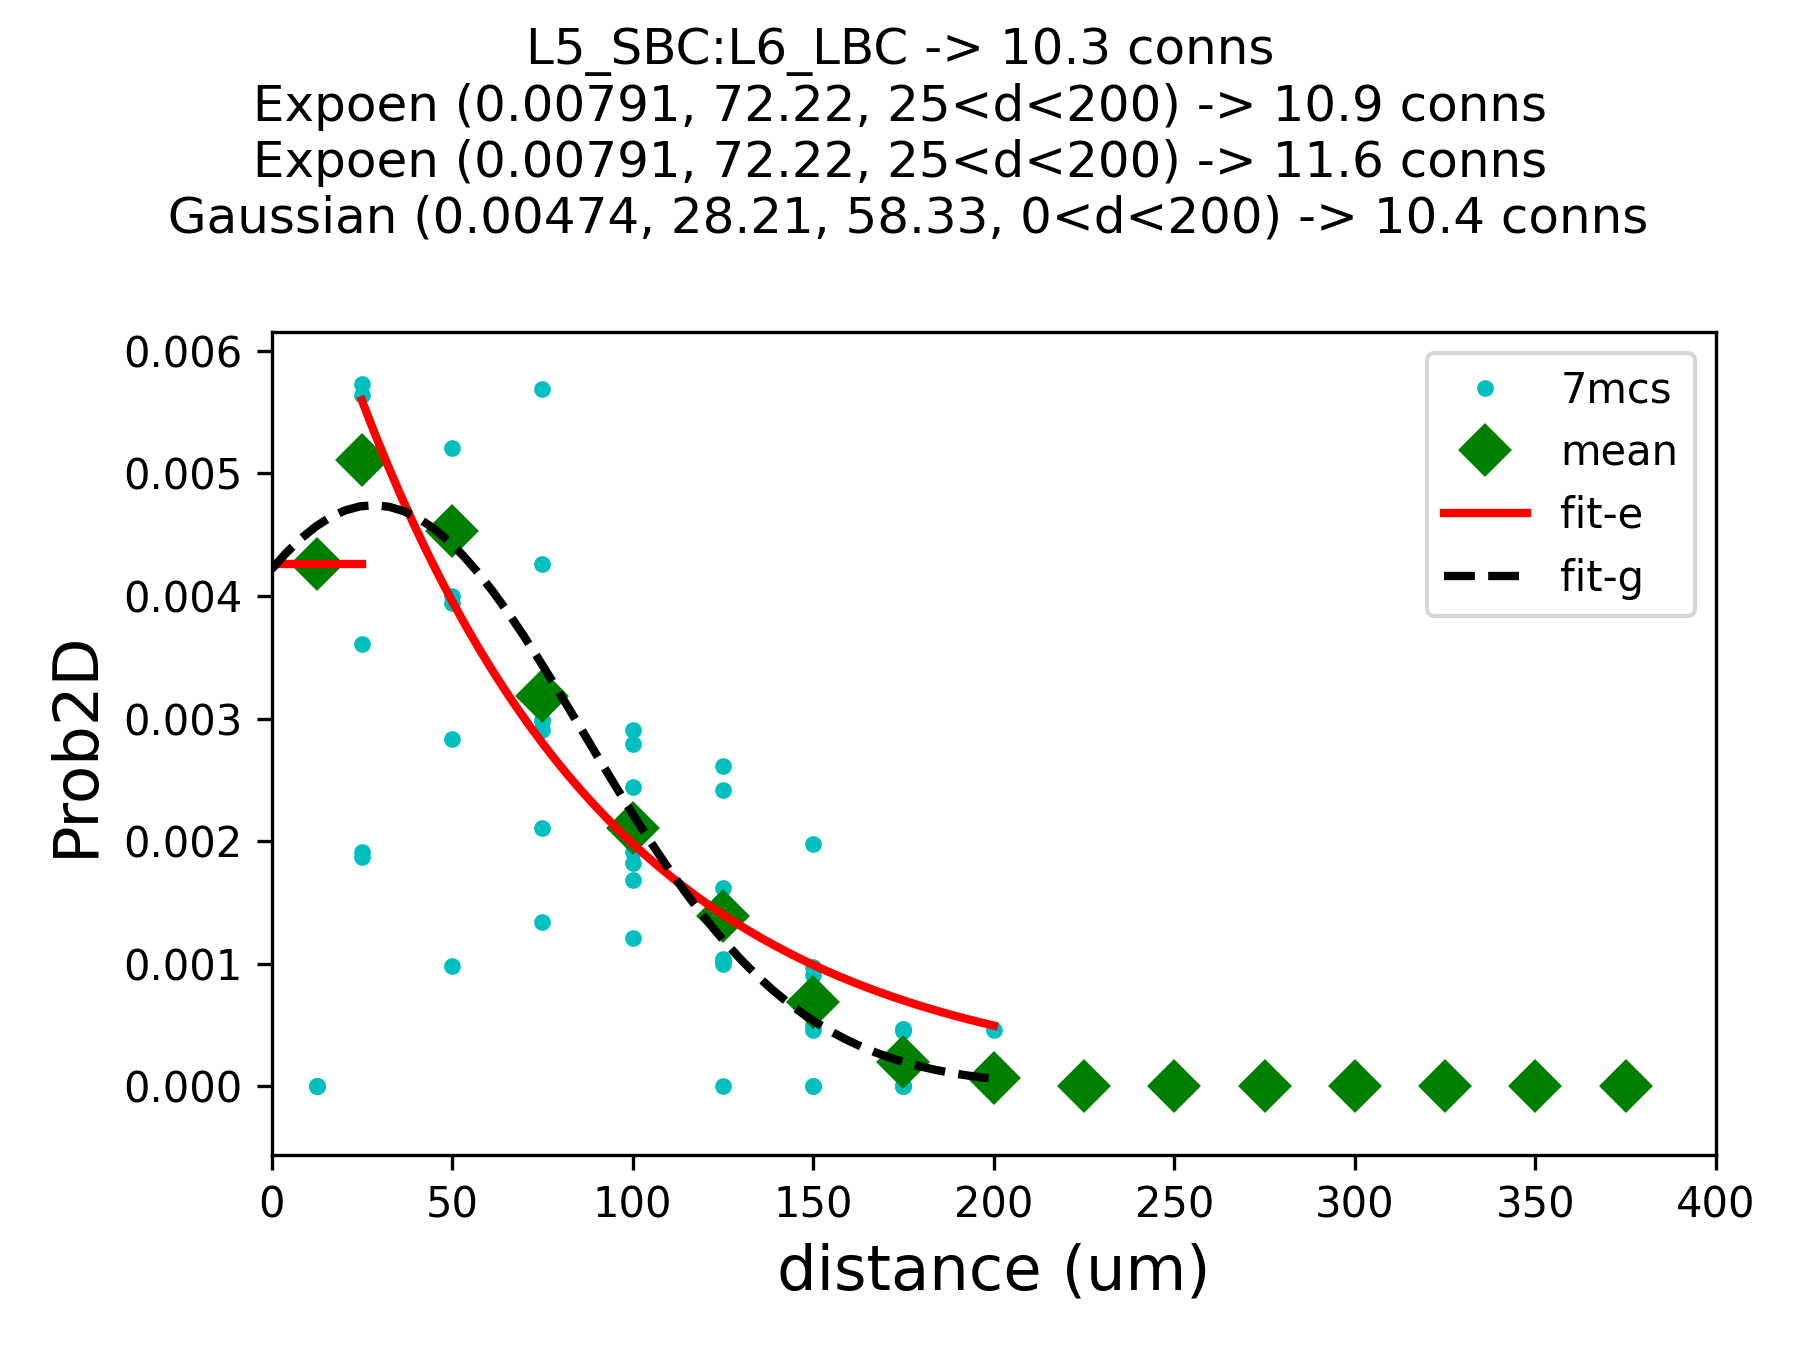 L5_SBC:L6_LBC -> 10.3 conns
Expoen (0.00791, 72.22, 25<d<200) -> 10.9 conns
Expoen (0.00791, 72.22, 25<d<200) -> 11.6 conns
Gaussian (0.00474, 28.21, 58.33, 0<d<200) -> 10.4 conns
0.006
0.005
0.004
0.003
0.002
0.001
0.000
Prob2D
7mcs
mean
fit-e
fit-g
0 50 100 150 200 250 300 350 400
distance (um)